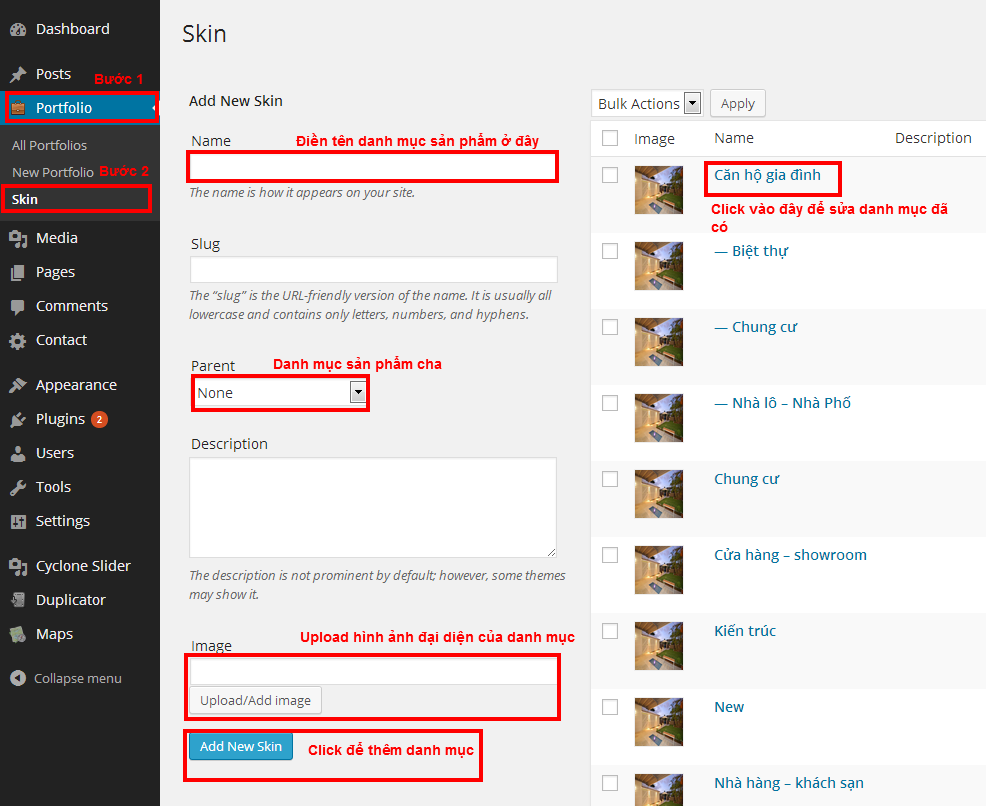 Dashboard
Posts
Bước 1
Portfolio
All Portfolios
New Portfolio
Bước 2
Skin
Media
Pages
Comments
Contact
Appearance
Plugins 2
Users
Tools
Settings
Cyclone Slider
Duplicator
Maps
Collapse menu
Skin
Add New Skin
Name
Điền tên danh mục sản phẩm ở đây
The name is how it appears on your site.
Slug
The “slug” is the URL-friendly version of the name. It is usually all
lowercase and contains only letters, numbers, and hyphens.
Parent
Danh mục sản phẩm cha
None
Description
The description is not prominent by default; however, some themes
may show it.
Image
Upload hình ảnh đại diện của danh mục
Upload/Add image
Add New Skin
Click để thêm danh mục
Bulk Actions
Apply
Image Name Description
Căn hộ gia đình
Click vào đây để sửa danh mục đã
có
— Biệt thự
— Chung cư
— Nhà lô – Nhà Phố
Chung cư
Cửa hàng – showroom
Kiến trúc
New
Nhà hàng – khách sạn